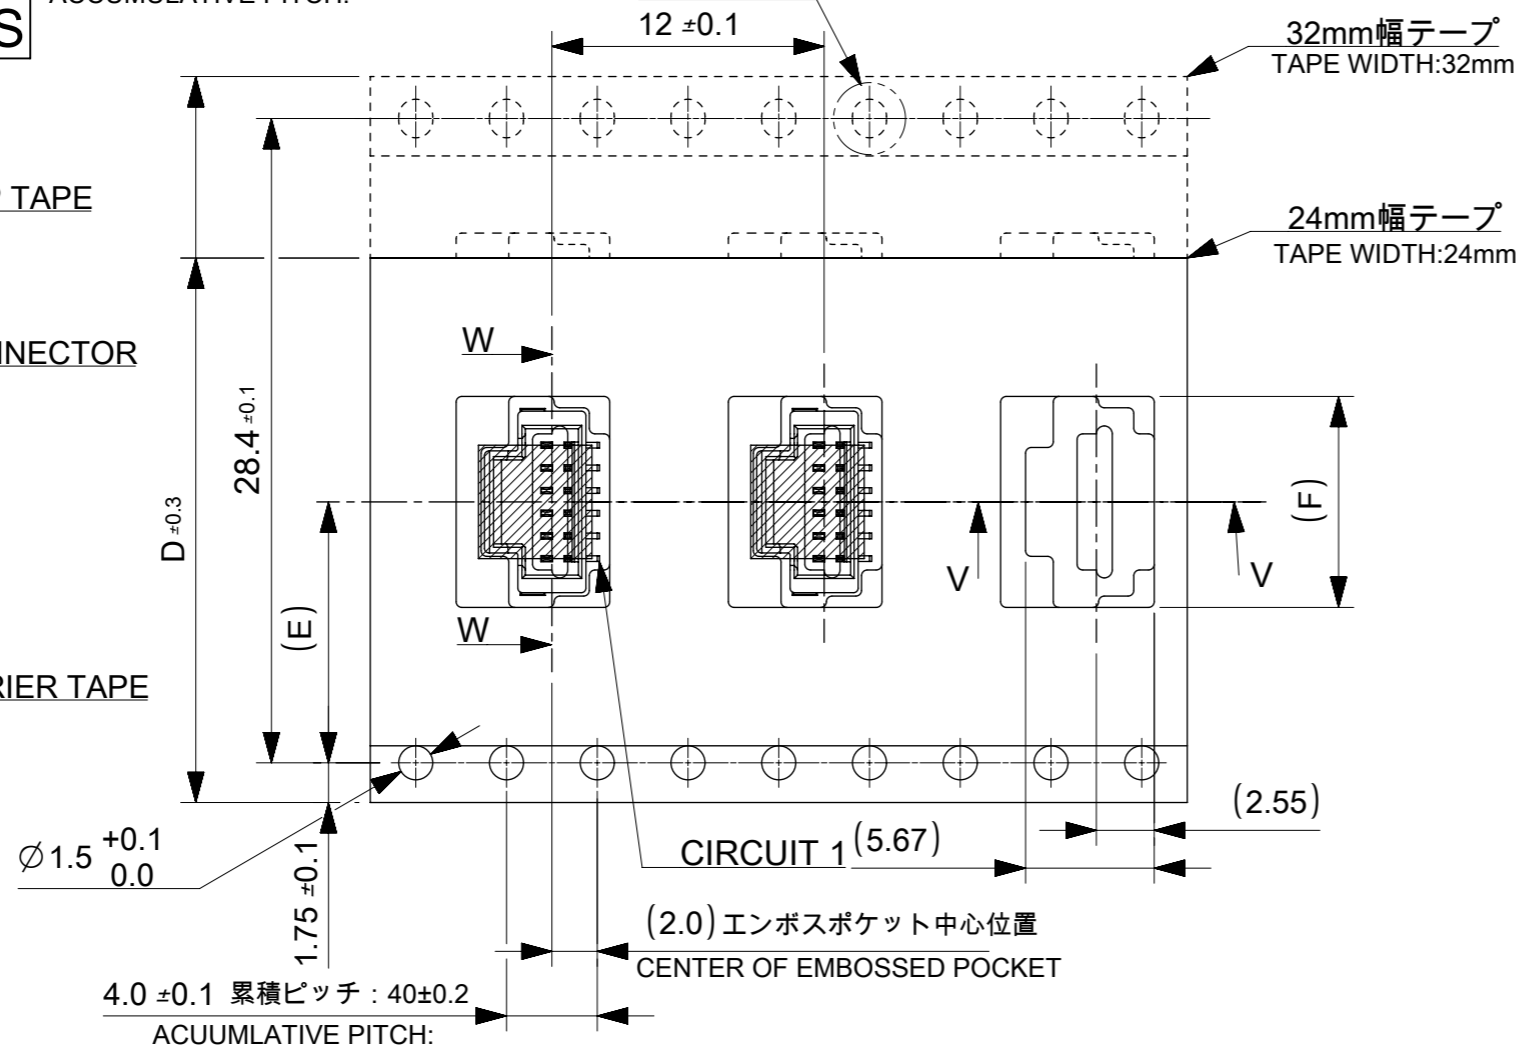 ACCUMULATIVE PITCH:
S
12 ±0.1
32mm幅テープ
TAPE WIDTH:32mm
TAPE
24mm幅テープ
TAPE WIDTH:24mm
W
NNECTOR
28.4 ±0.1
D ±0.3
(F)
V
V
(E)
W
RIER TAPE
(2.55)
∅1.5 +0.1
0.0
CIRCUIT 1
(5.67)
1.75 ±0.1
(2.0) エンボスポケット中心位置
CENTER OF EMBOSSED POCKET
4.0 ±0.1 累積ピッチ : 40±0.2
ACUUMLATIVE PITCH: